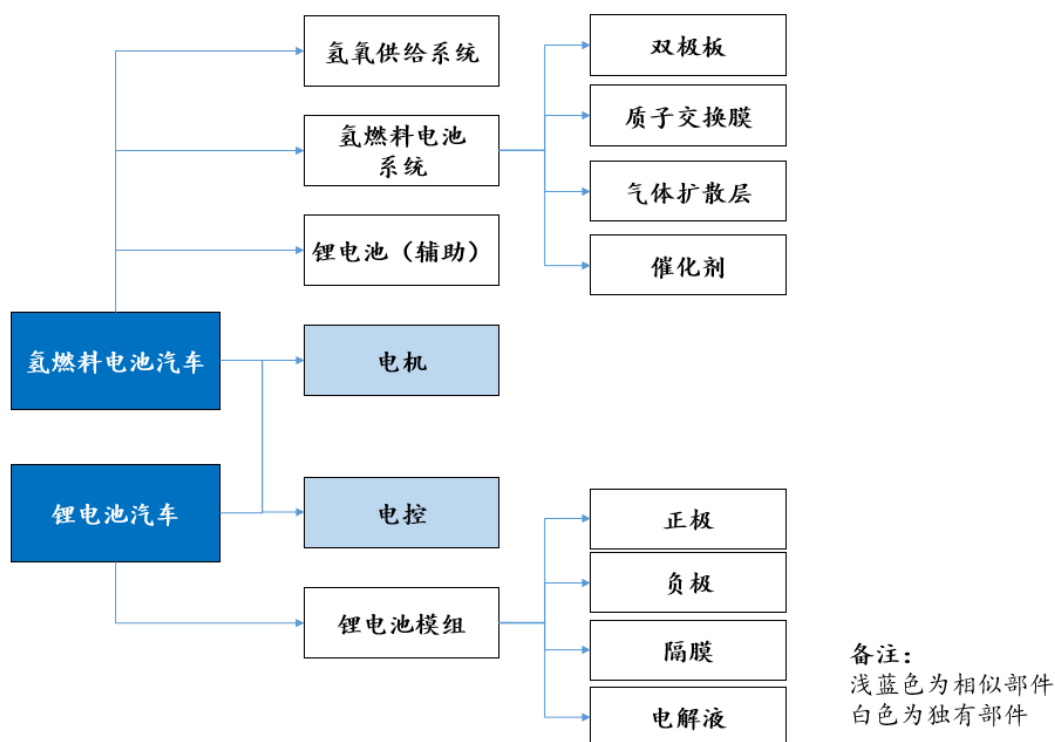 氢氧供给系统
双极板
氢燃料电池
系统
质子交换膜
气体扩散层
锂电池（辅助）
催化剂
氢燃料电池汽车
电机
锂电池汽车
电控
正极
负极
锂电池模组
隔膜
电解液
备注：
浅蓝色为相似部件
白色为独有部件